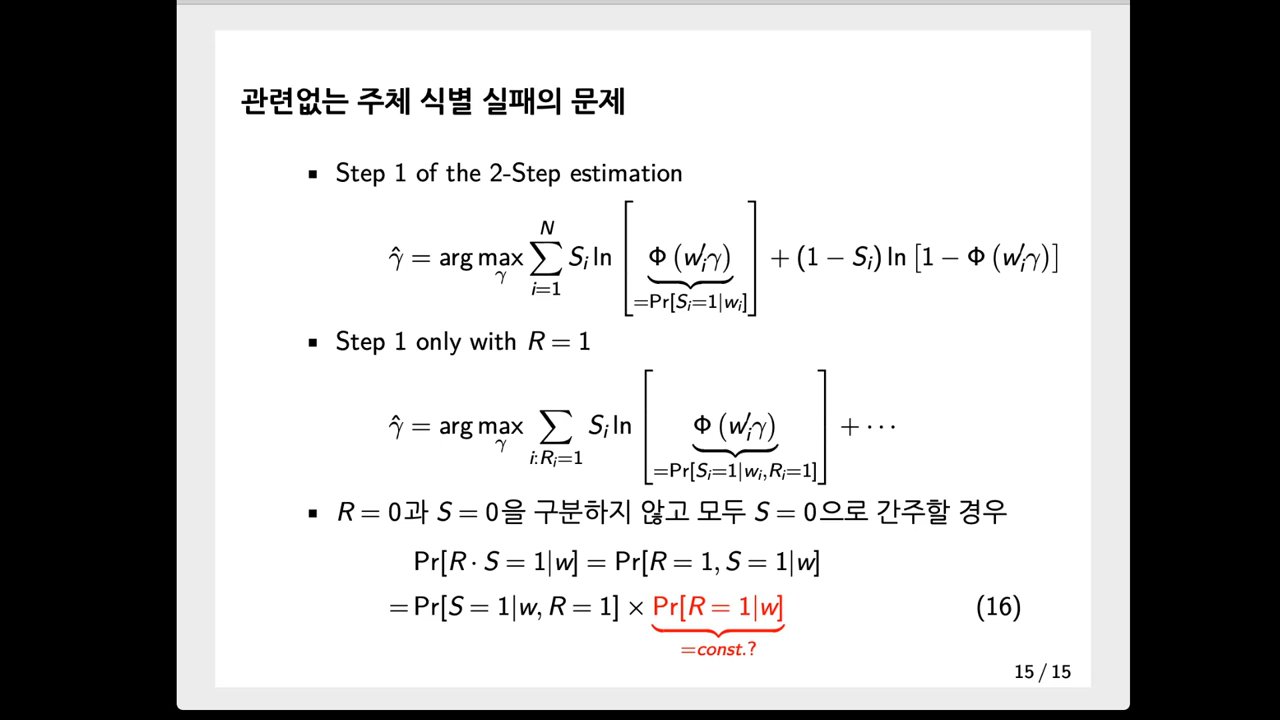 관련없는 주체 식별 실패의 문제
▪ Step 1 of the 2-Step estimation
γ̂ = arg max_γ ∑_{i=1}^{N} S_i ln [ Φ (w_i′γ) ] + (1 − S_i) ln [1 − Φ (w_i′γ)]
=Pr[S_i=1|w_i]
▪ Step 1 only with R = 1
γ̂ = arg max_γ ∑_{i:R_i=1} S_i ln [ Φ (w_i′γ) ] + ⋯
=Pr[S_i=1|w_i,R_i=1]
▪ R = 0과 S = 0을 구분하지 않고 모두 S = 0으로 간주할 경우
Pr[R · S = 1|w] = Pr[R = 1, S = 1|w]
= Pr[S = 1|w, R = 1] × Pr[R = 1|w] (16)
=const.?
15 / 15